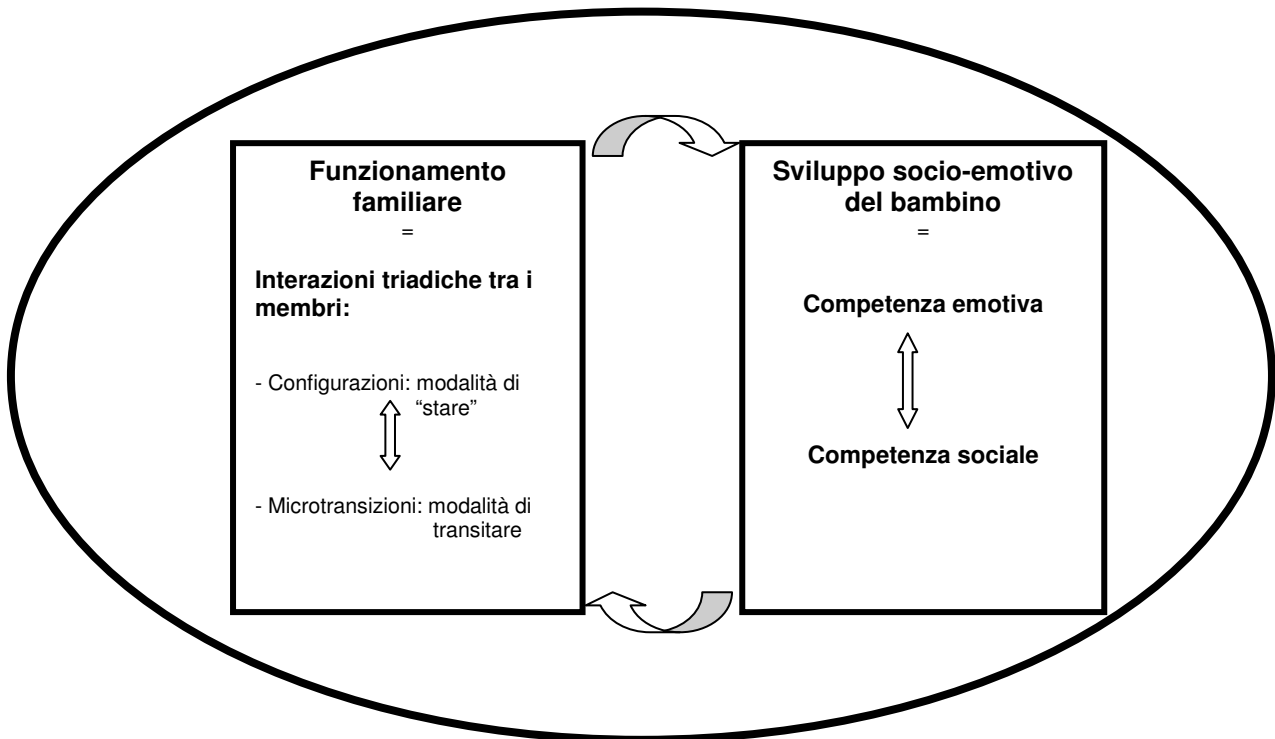 Funzionamento
familiare
=
Interazioni triadiche tra i
membri:
- Configurazioni: modalità di
“stare”
- Microtransizioni: modalità di
transitare
Sviluppo socio-emotivo
del bambino
=
Competenza emotiva
Competenza sociale